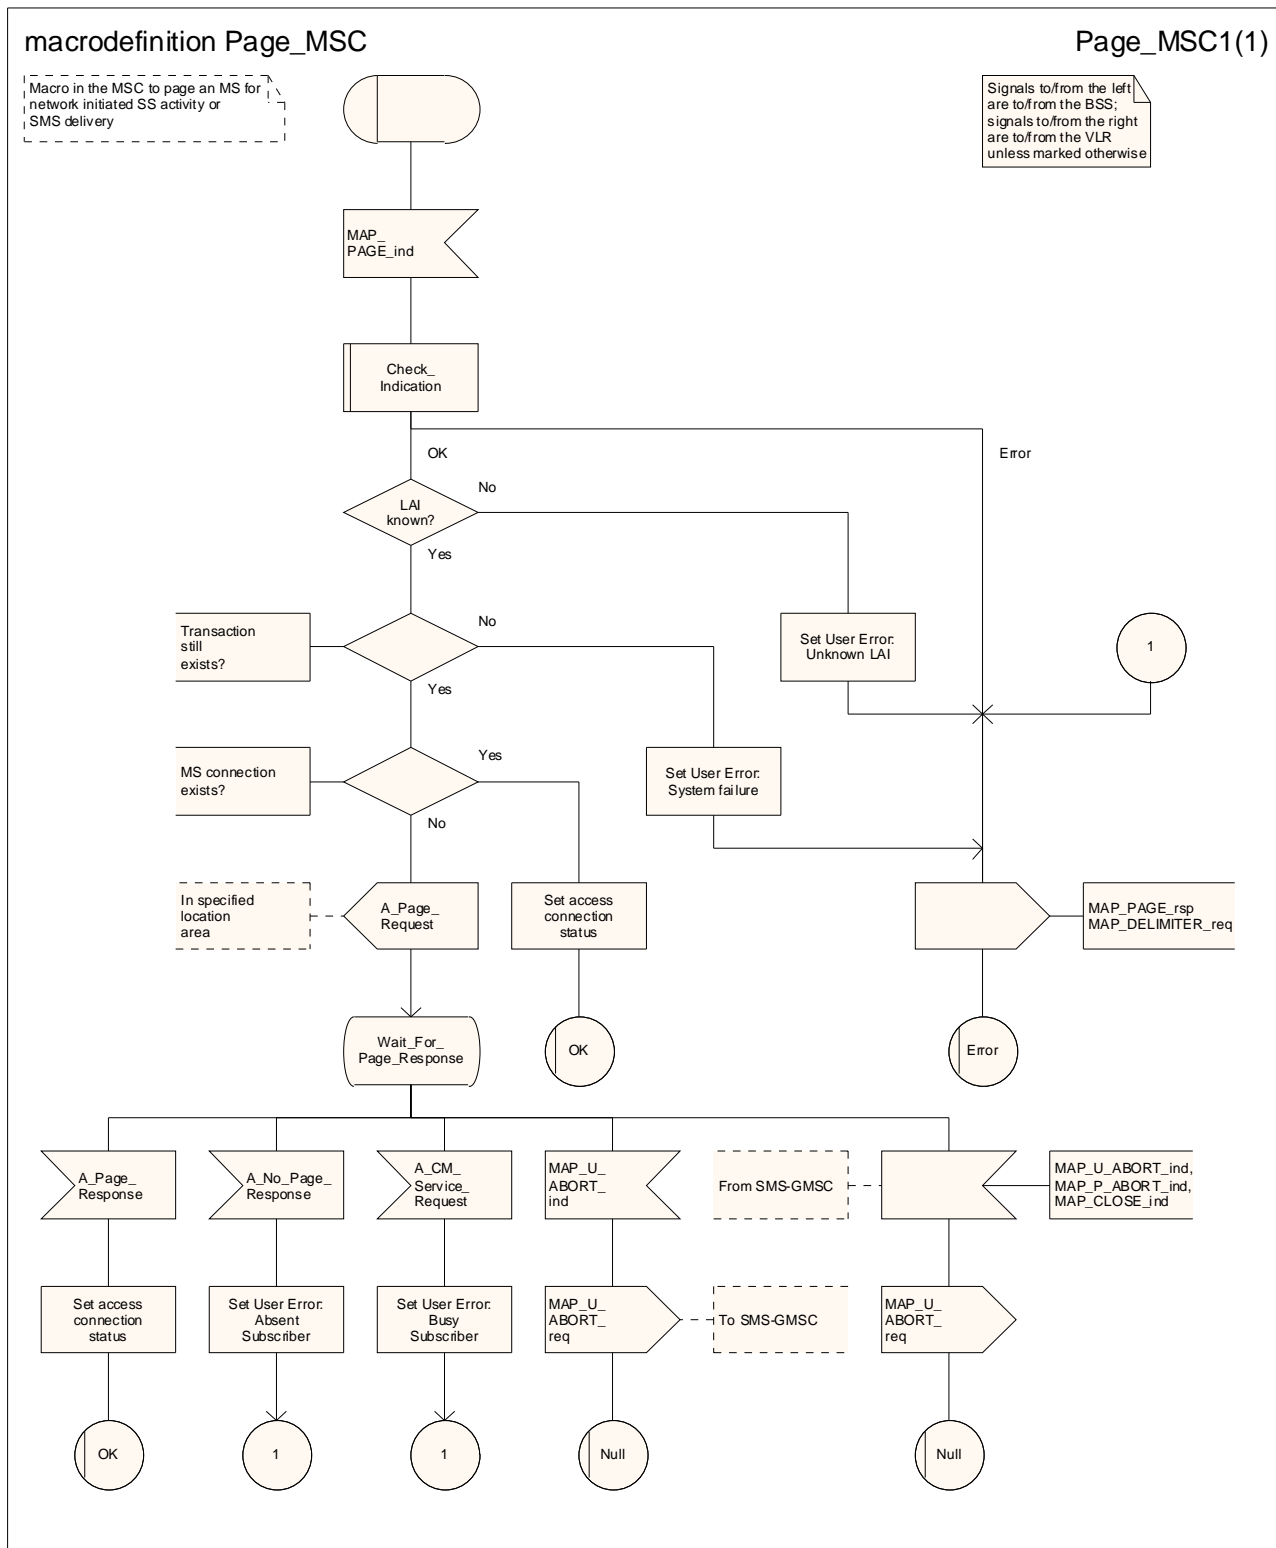 macrodefinition Page_MSC
Page_MSC1(1)
Macro in the MSC to page an MS for
network initiated SS activity or
SMS delivery
Signals to/from the left
are to/from the BSS;
signals to/from the right
are to/from the VLR
unless marked otherwise
MAP_
PAGE_ind
Check_
Indication
OK
Error
LAI
known?
No
Yes
Transaction
still
exists?
No
Yes
Set User Error:
Unknown LAI
1
MS connection
exists?
Yes
No
Set User Error:
System failure
In specified
location
area
A_Page_
Request
Set access
connection
status
MAP_PAGE_rsp
MAP_DELIMITER_req
Wait_For_
Page_Response
OK
Error
A_Page_
Response
A_No_Page_
Response
A_CM_
Service_
Request
MAP_U_
ABORT_
ind
From SMS-GMSC
MAP_U_ABORT_ind,
MAP_P_ABORT_ind,
MAP_CLOSE_ind
Set access
connection
status
Set User Error:
Absent
Subscriber
Set User Error:
Busy
Subscriber
MAP_U_
ABORT_
req
To SMS-GMSC
MAP_U_
ABORT_
req
OK
1
1
Null
Null